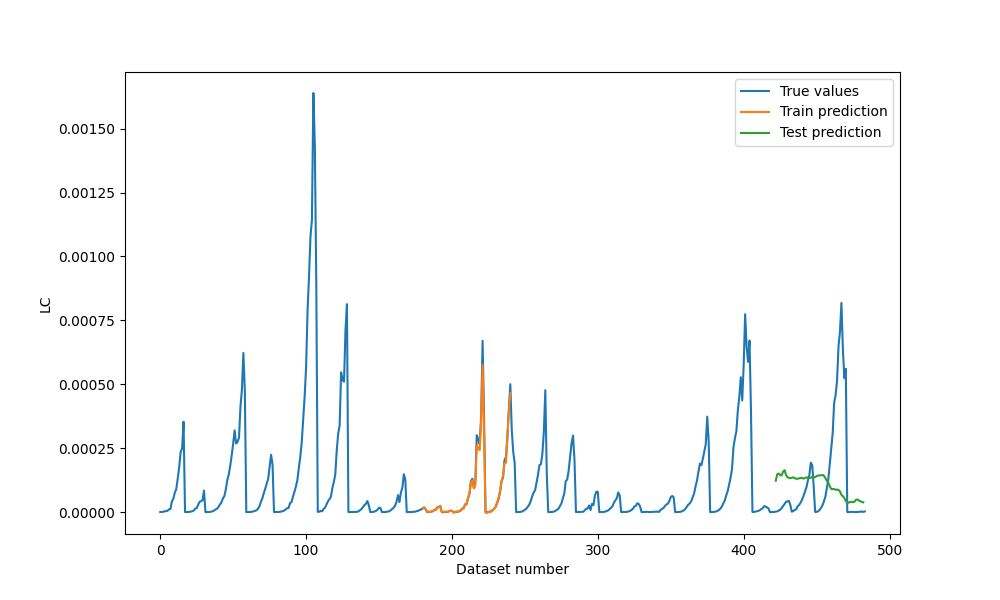 True values
Train prediction
Test prediction
0.00150
0.00125
0.00100
0.00075
0.00050
0.00025
0.00000
LC
0 100 200 300 400 500
Dataset number